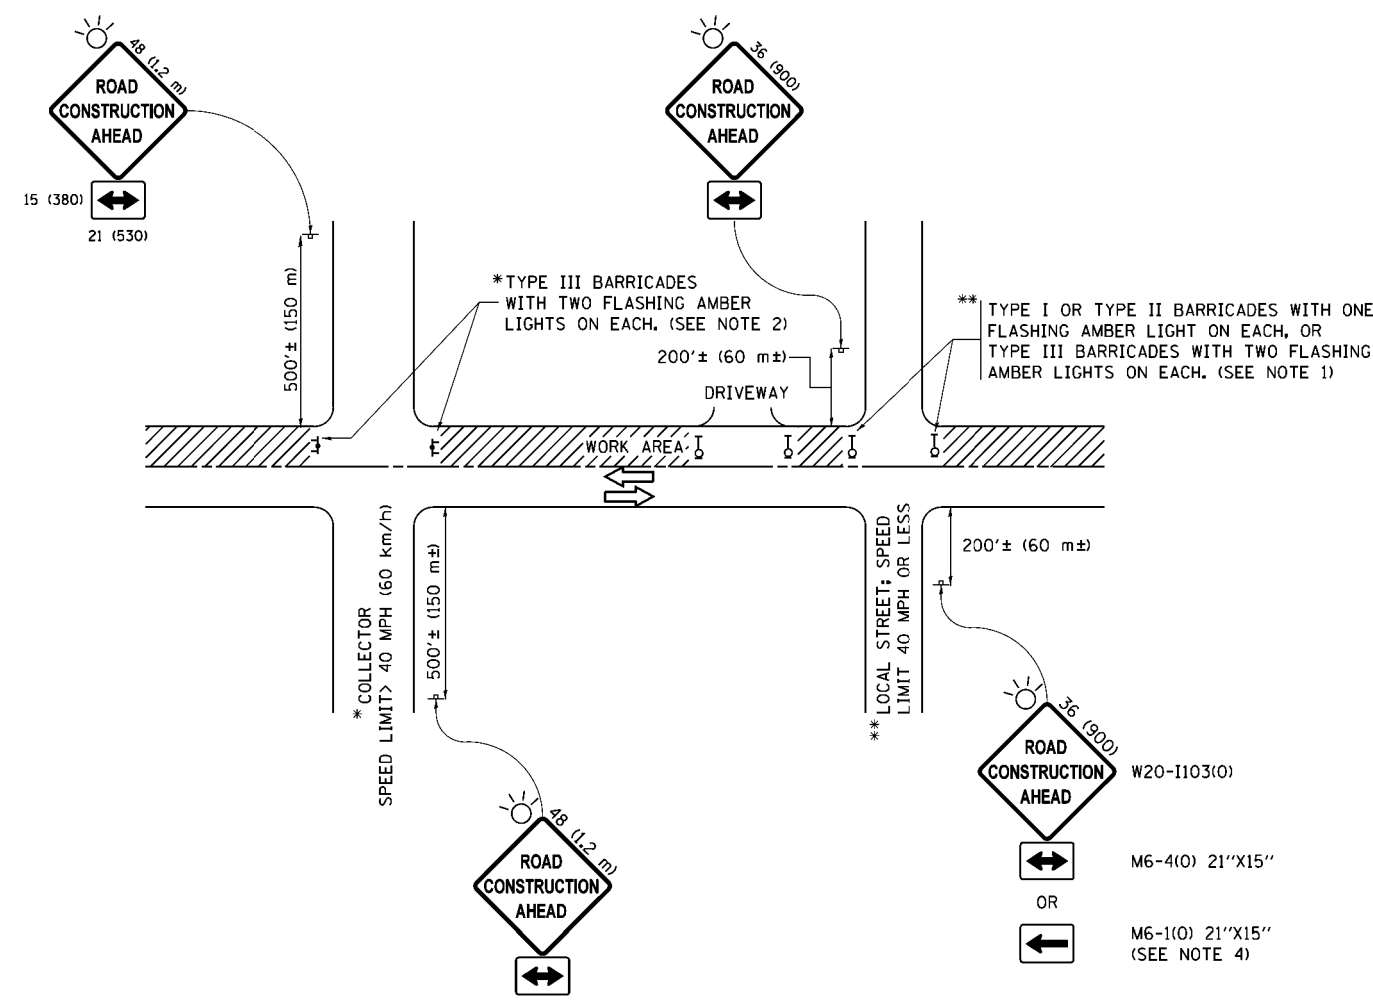 48 (1.2 m)
ROAD
CONSTRUCTION
AHEAD
15 (380)
21 (530)
36 (900)
ROAD
CONSTRUCTION
AHEAD
500'± (150 m)
*TYPE III BARRICADES
WITH TWO FLASHING AMBER
LIGHTS ON EACH. (SEE NOTE 2)
200'± (60 m±)
DRIVEWAY
** TYPE I OR TYPE II BARRICADES WITH ONE
FLASHING AMBER LIGHT ON EACH, OR
TYPE III BARRICADES WITH TWO FLASHING
AMBER LIGHTS ON EACH. (SEE NOTE 1)
WORK AREA
*COLLECTOR
SPEED LIMIT> 40 MPH (60 km/h)
500'± (150 m±)
**LOCAL STREET; SPEED
LIMIT 40 MPH OR LESS
200'± (60 m±)
48 (1.2 m)
ROAD
CONSTRUCTION
AHEAD
36 (900)
ROAD
CONSTRUCTION
AHEAD
W20-I103(O)
M6-4(O) 21''X15''
OR
M6-1(O) 21''X15''
(SEE NOTE 4)